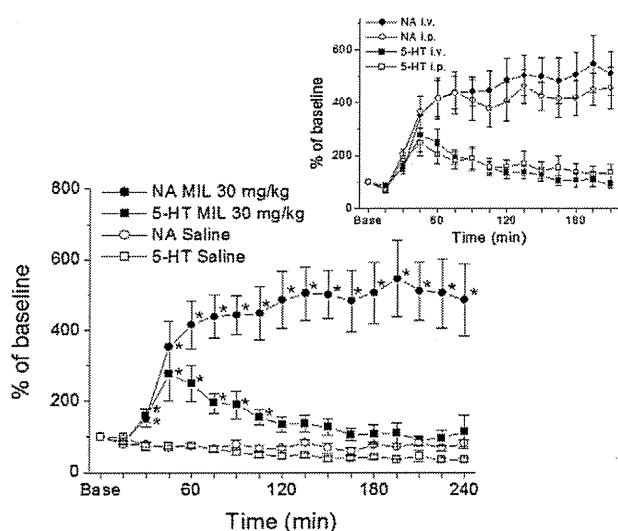 NA i.v.
NA i.p.
5-HT i.v.
5-HT i.p.
600
400
200
0
% of baseline
Base 60 120 180
Time (min)
800
600
400
200
0
% of baseline
NA MIL 30 mg/kg
5-HT MIL 30 mg/kg
NA Saline
5-HT Saline
* * * * * * * * * * * * * *
* * * * * *
Base 60 120 180 240
Time (min)